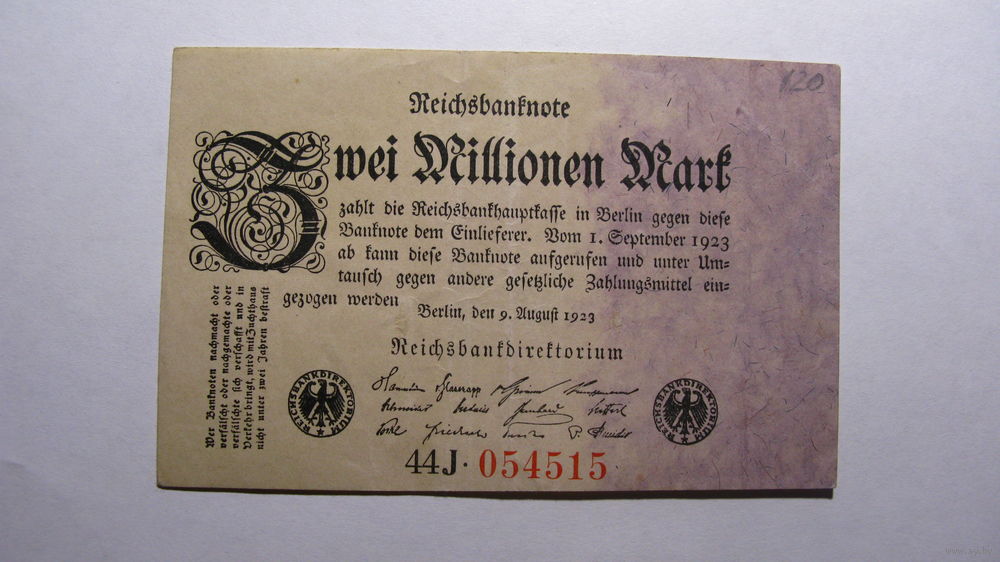 120
Reichsbanknote
Zwei Millionen Mark
zahlt die Reichsbankhauptkasse in Berlin gegen diese
Banknote dem Einlieferer. Vom 1. September 1923
ab kann diese Banknote aufgerufen und unter Um-
tausch gegen andere gesetzliche Zahlungsmittel ein-
gezogen werden
Berlin, den 9. August 1923
Reichsbankdirektorium
Wer Banknoten nachmacht oder
verfälscht oder nachgemachte oder
verfälschte sich verschafft und in
Verkehr bringt, wird mit Zuchthaus
nicht unter zwei Jahren bestraft
REICHSBANKDIREKTORIUM
REICHSBANKDIREKTORIUM
44J· 054515